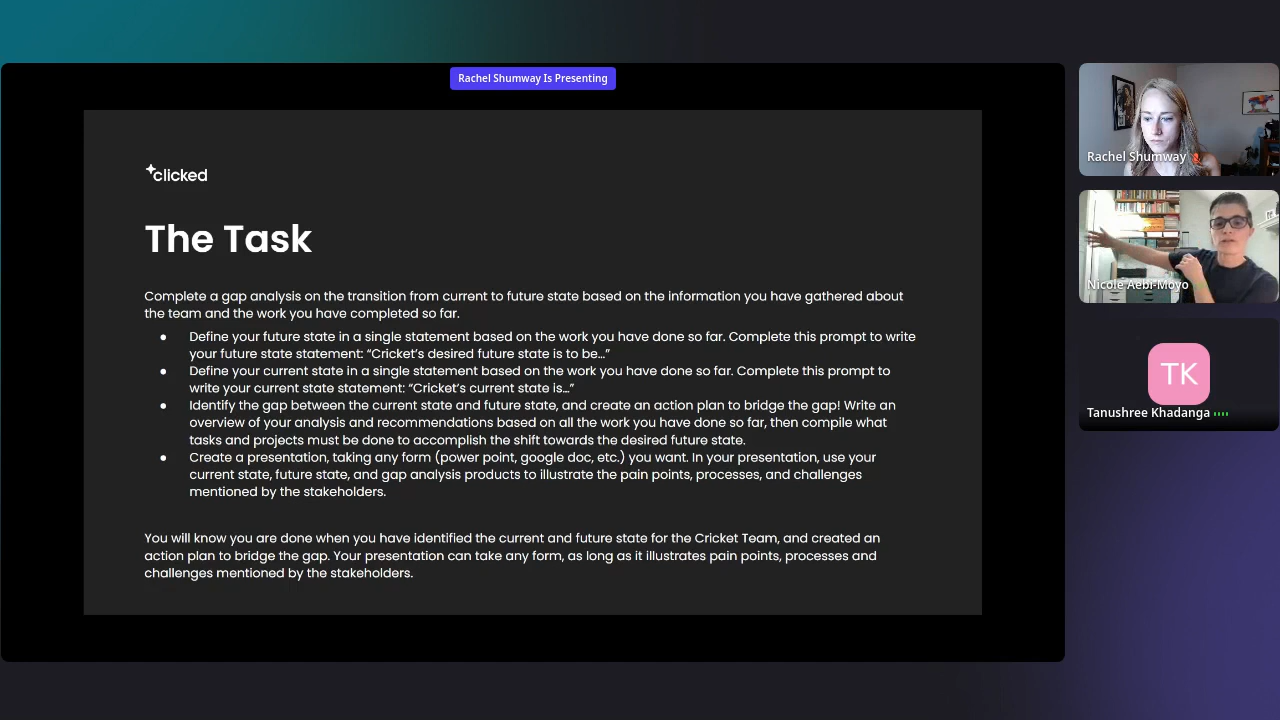 Rachel Shumway Is Presenting
clicked
The Task
Complete a gap analysis on the transition from current to future state based on the information you have gathered about
the team and the work you have completed so far.
● Define your future state in a single statement based on the work you have done so far. Complete this prompt to write
your future state statement: “Cricket’s desired future state is to be…”
● Define your current state in a single statement based on the work you have done so far. Complete this prompt to
write your current state statement: “Cricket’s current state is…”
● Identify the gap between the current state and future state, and create an action plan to bridge the gap! Write an
overview of your analysis and recommendations based on all the work you have done so far, then compile what
tasks and projects must be done to accomplish the shift towards the desired future state.
● Create a presentation, taking any form (power point, google doc, etc.) you want. In your presentation, use your
current state, future state, and gap analysis products to illustrate the pain points, processes, and challenges
mentioned by the stakeholders.
You will know you are done when you have identified the current and future state for the Cricket Team, and created an
action plan to bridge the gap. Your presentation can take any form, as long as it illustrates pain points, processes and
challenges mentioned by the stakeholders.
Rachel Shumway
Nicole Aebi-Moyo
TK
Tanushree Khadanga